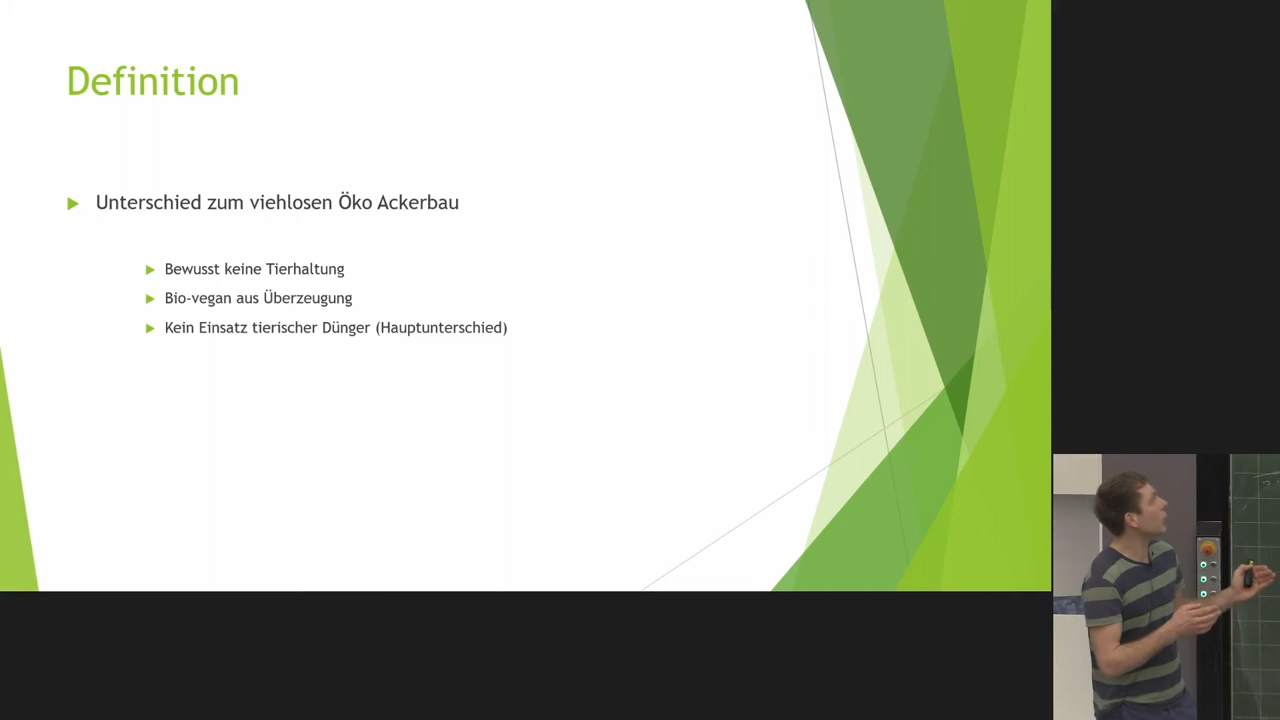 Definition
Unterschied zum viehlosen Öko Ackerbau
Bewusst keine Tierhaltung
Bio-vegan aus Überzeugung
Kein Einsatz tierischer Dünger (Hauptunterschied)